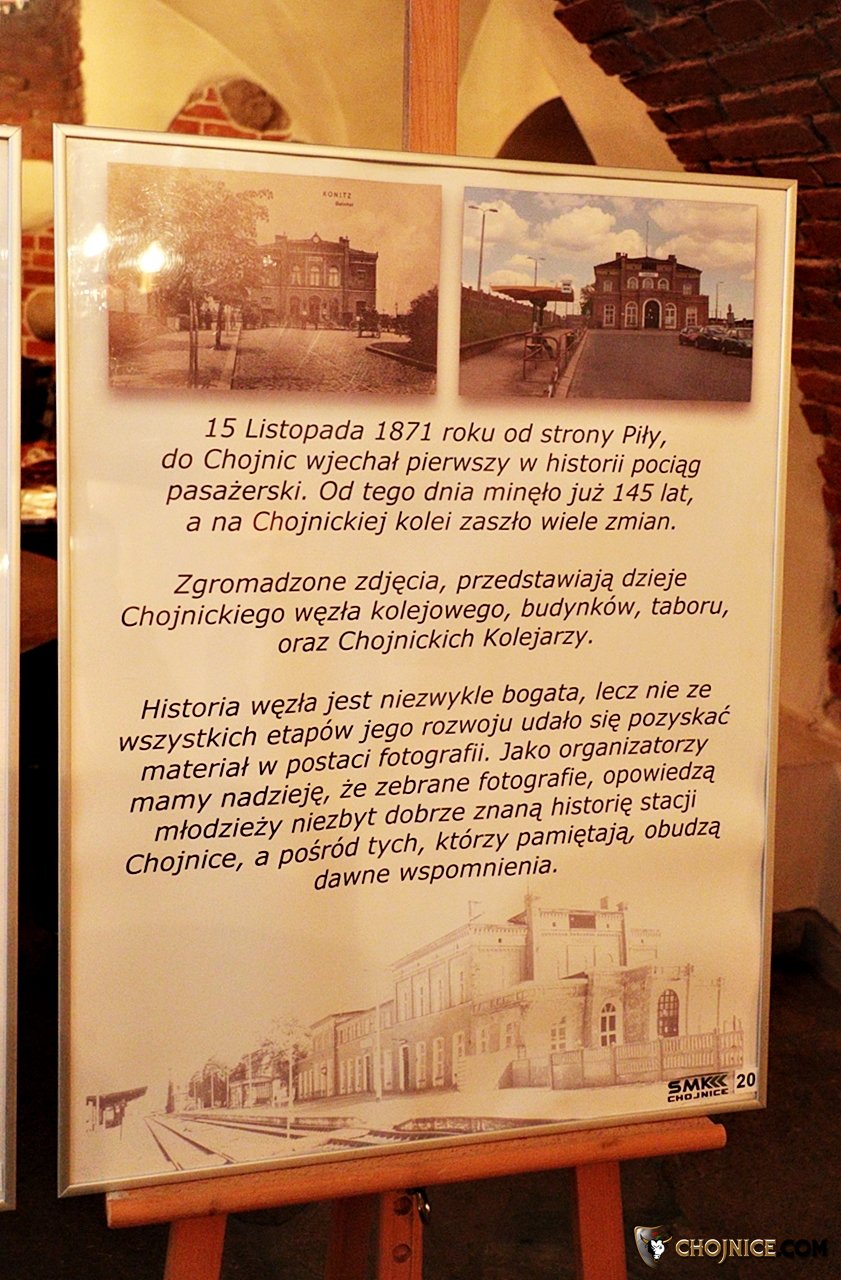 KONITZ
Bahnhof
15 Listopada 1871 roku od strony Piły,
do Chojnic wjechał pierwszy w historii pociąg
pasażerski. Od tego dnia minęło już 145 lat,
a na Chojnickiej kolei zaszło wiele zmian.
Zgromadzone zdjęcia, przedstawiają dzieje
Chojnickiego węzła kolejowego, budynków, taboru,
oraz Chojnickich Kolejarzy.
Historia węzła jest niezwykle bogata, lecz nie ze
wszystkich etapów jego rozwoju udało się pozyskać
materiał w postaci fotografii. Jako organizatorzy
mamy nadzieję, że zebrane fotografie, opowiedzą
młodzieży niezbyt dobrze znaną historię stacji
Chojnice, a pośród tych, którzy pamiętają, obudzą
dawne wspomnienia.
SMK 20
CHOJNICE
CHOJNICE.COM